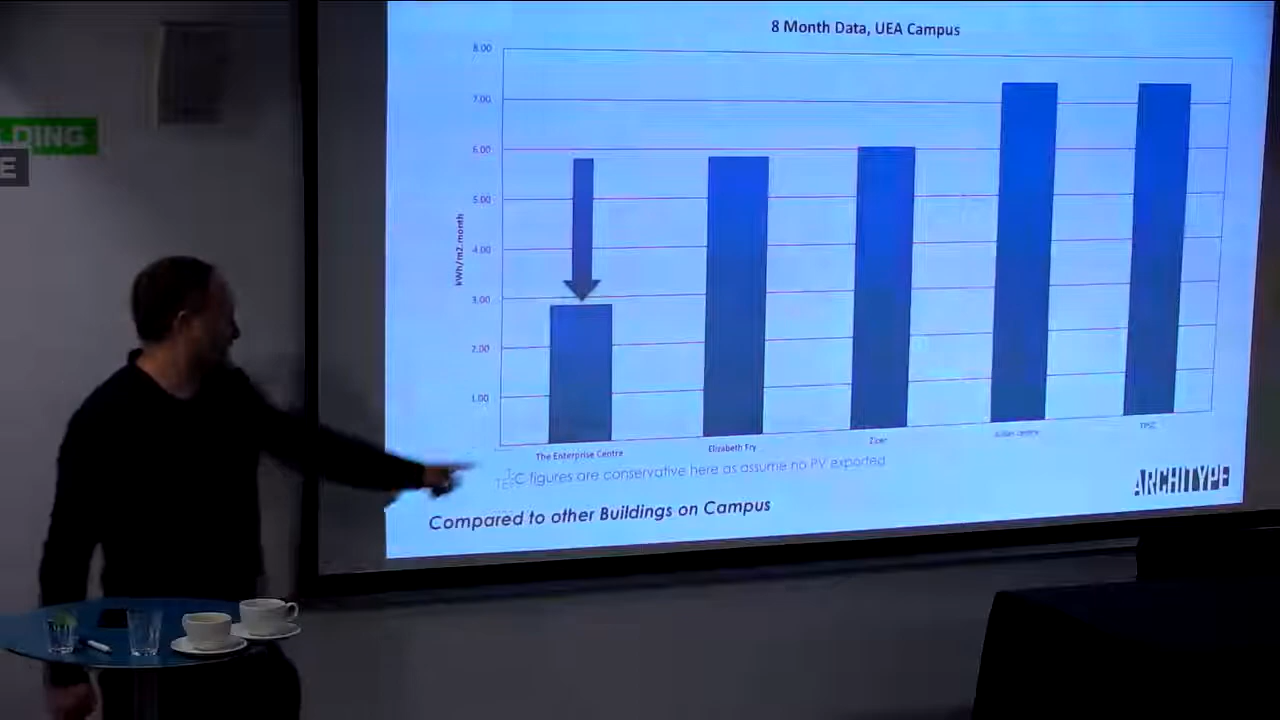 LDING
E
8 Month Data, UEA Campus
8.00
7.00
6.00
5.00
4.00
3.00
2.00
1.00
kWh/m2.month
The Enterprise Centre
Elizabeth Fry
Zicer
TPSC
TEC figures are conservative here as assume no PV exported
Compared to other Buildings on Campus
ARCHITYPE